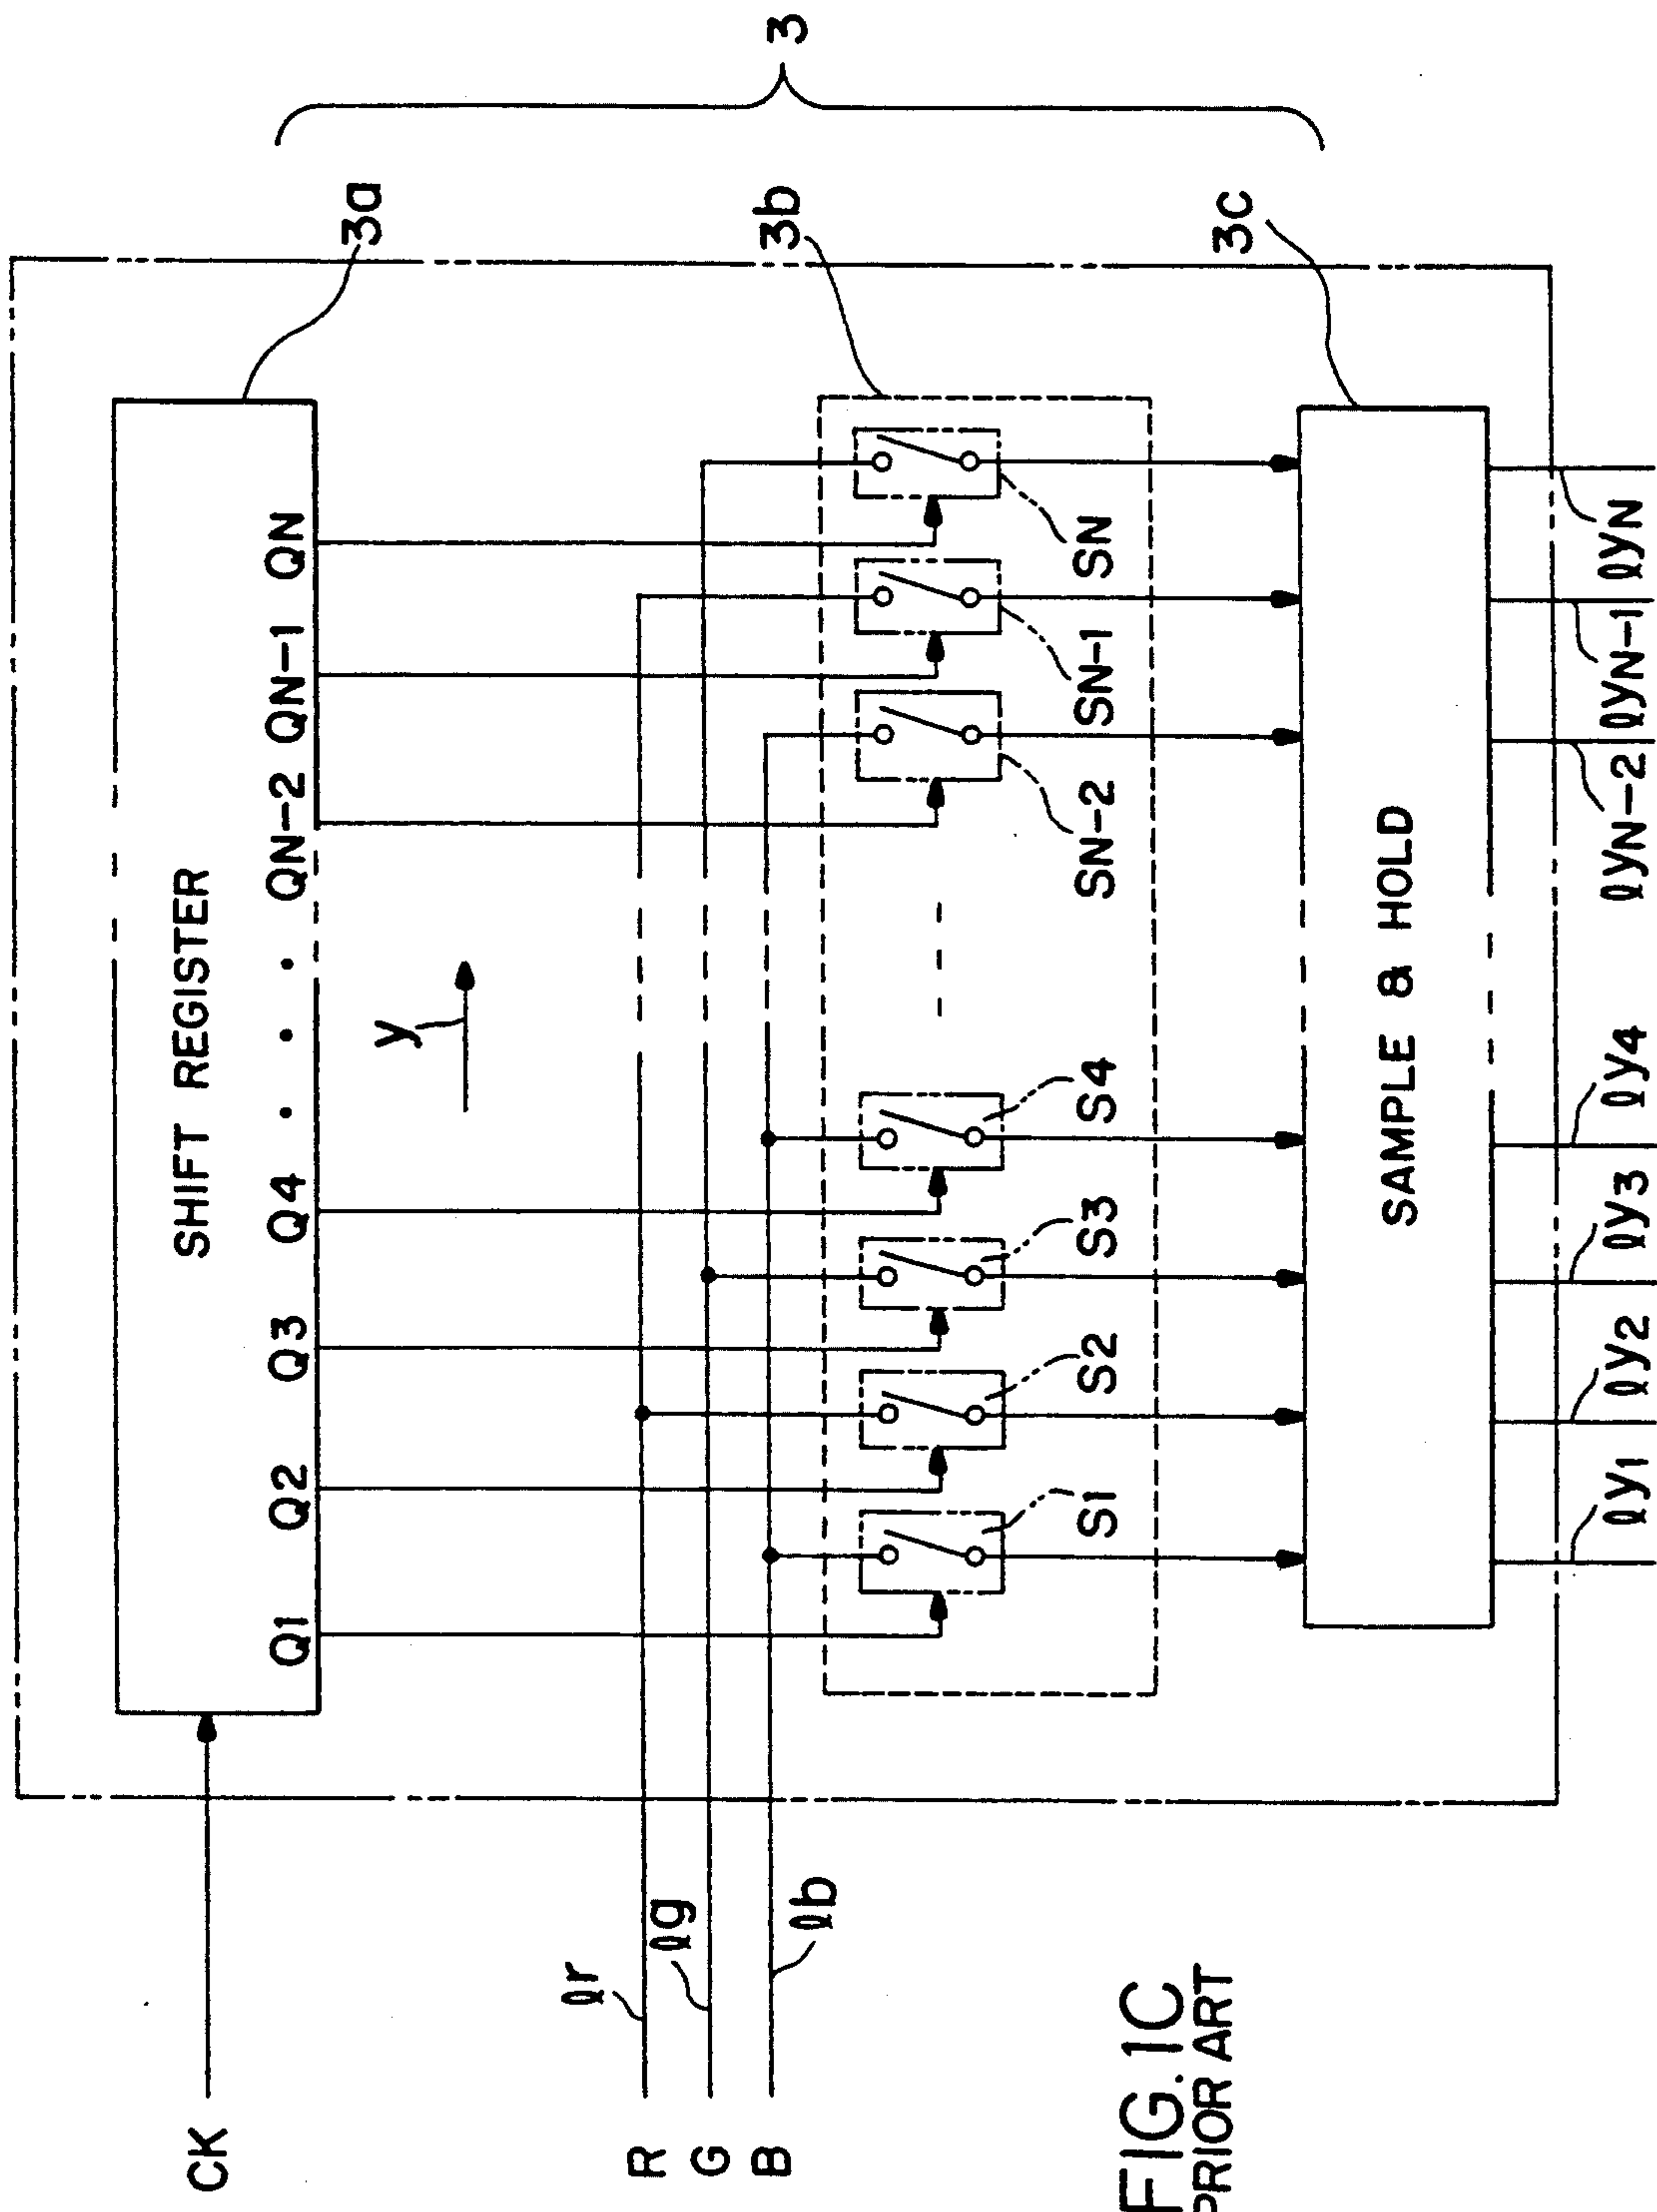 CK
SHIFT REGISTER
3a
Q1 Q2 Q3 Q4 . . . QN-2 QN-1 QN
y
3
R
G
B
ℓr
ℓg
ℓb
3b
S1 S2 S3 S4 SN-2 SN-1 SN
3c
SAMPLE & HOLD
ℓy1 ℓy2 ℓy3 ℓy4 ℓyN-2 ℓyN-1 ℓyN
FIG. 1C
PRIOR ART